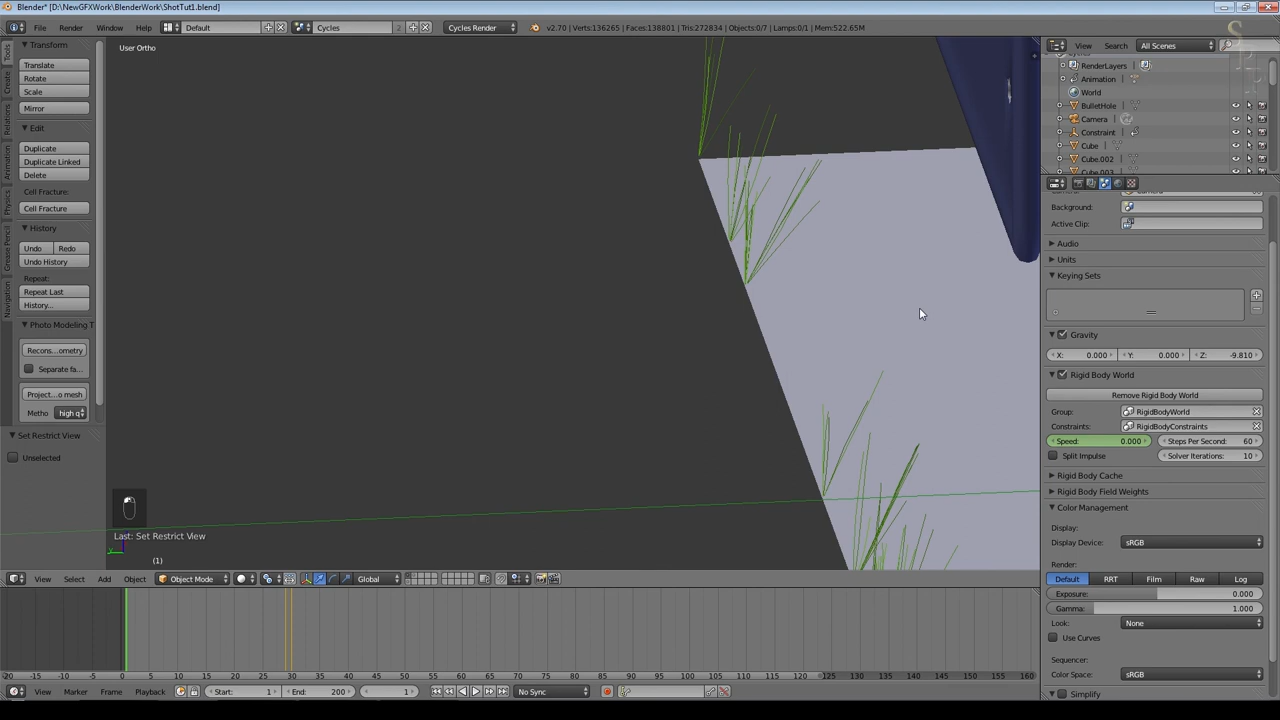 Blender* [D:\NewGFXWork\BlenderWork\ShotTut1.blend]
File Render Window Help Default Cycles 2 Cycles Render v2.70 | Verts:136265 | Faces:138801 | Tris:272834 | Objects:0/7 | Lamps:0/1 | Mem:522.65M
User Ortho
Tools
Create
Relations
Animation
Physics
Grease Pencil
Navigation
Transform
Translate
Rotate
Scale
Mirror
Edit
Duplicate
Duplicate Linked
Delete
Cell Fracture:
Cell Fracture
History
Undo Redo
Undo History
Repeat:
Repeat Last
History...
Photo Modeling T
Recons...ometry
Separate fa...
Project...o mesh
Metho high q
Set Restrict View
Unselected
Last: Set Restrict View
(1)
View Select Add Object Object Mode Global
-20 -15 -10 -5 0 5 10 15 20 25 30 35 40 45 50 55 60 65 70 75 80 85 90 95 100 105 110 115 120 125 130 135 140 145 150 155 160
View Marker Frame Playback Start: 1 End: 200 1 No Sync
View Search All Scenes
RenderLayers
Animation
World
BulletHole
Camera
Constraint
Cube
Cube.002
Cube.003
Background:
Active Clip:
Audio
Units
Keying Sets
Gravity
X: 0.000 Y: 0.000 Z: -9.810
Rigid Body World
Remove Rigid Body World
Group: RigidBodyWorld
Constraints: RigidBodyConstraints
Speed: 0.000 Steps Per Second: 60
Split Impulse Solver Iterations: 10
Rigid Body Cache
Rigid Body Field Weights
Color Management
Display:
Display Device: sRGB
Render:
Default RRT Film Raw Log
Exposure: 0.000
Gamma: 1.000
Look: None
Use Curves
Sequencer:
Color Space: sRGB
Simplify